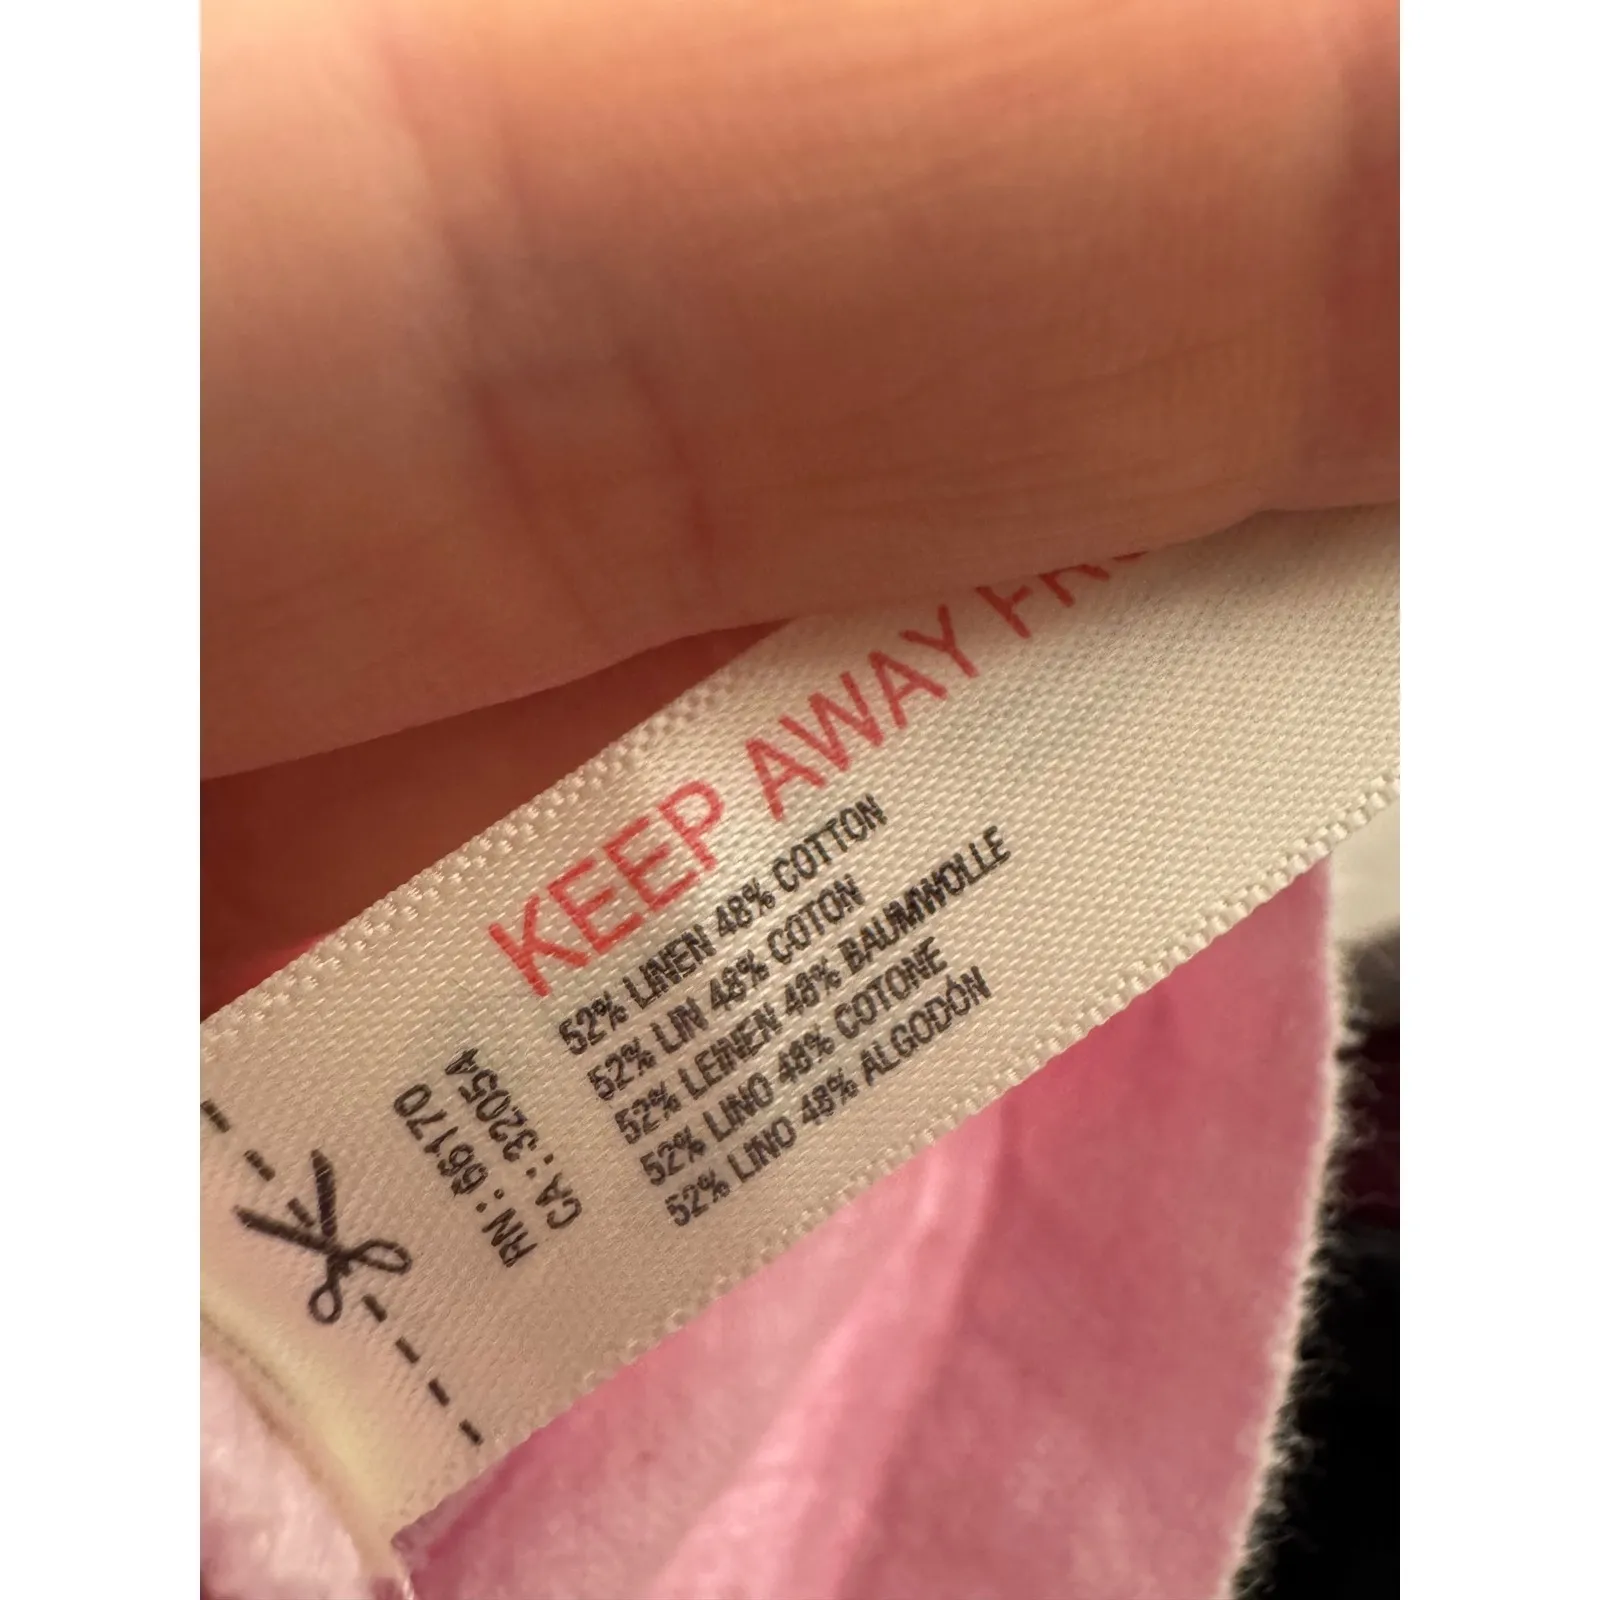 KEEP AWAY
52% LINEN 48% COTTON
52% LIN 48% COTON
52% LEINEN 48% BAUMWOLLE
52% LINO 48% COTONE
52% LINO 48% ALGODÓN
RN : 66170
CA : 32054